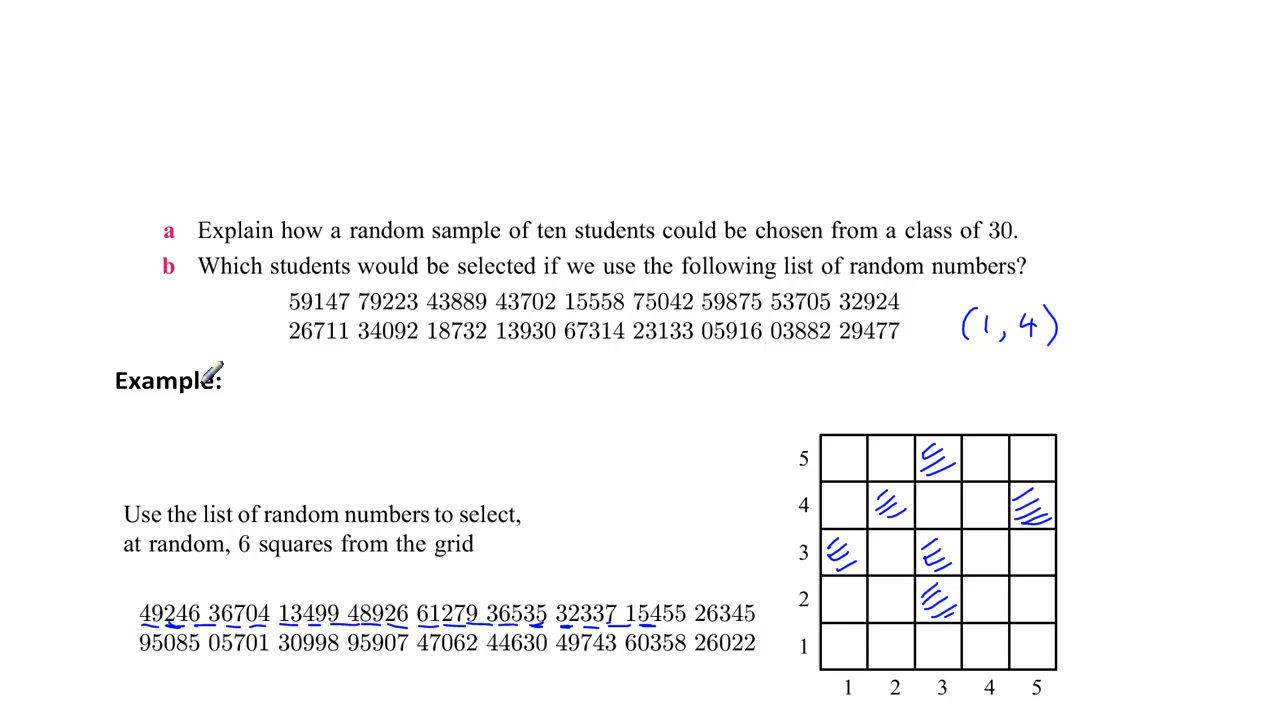 a Explain how a random sample of ten students could be chosen from a class of 30.
b Which students would be selected if we use the following list of random numbers?
59147 79223 43889 43702 15558 75042 59875 53705 32924
26711 34092 18732 13930 67314 23133 05916 03882 29477
(1, 4)
Example:
Use the list of random numbers to select,
at random, 6 squares from the grid
49246 36704 13499 48926 61279 36535 32337 15455 26345
95085 05701 30998 95907 47062 44630 49743 60358 26022
5
4
3
2
1
1 2 3 4 5